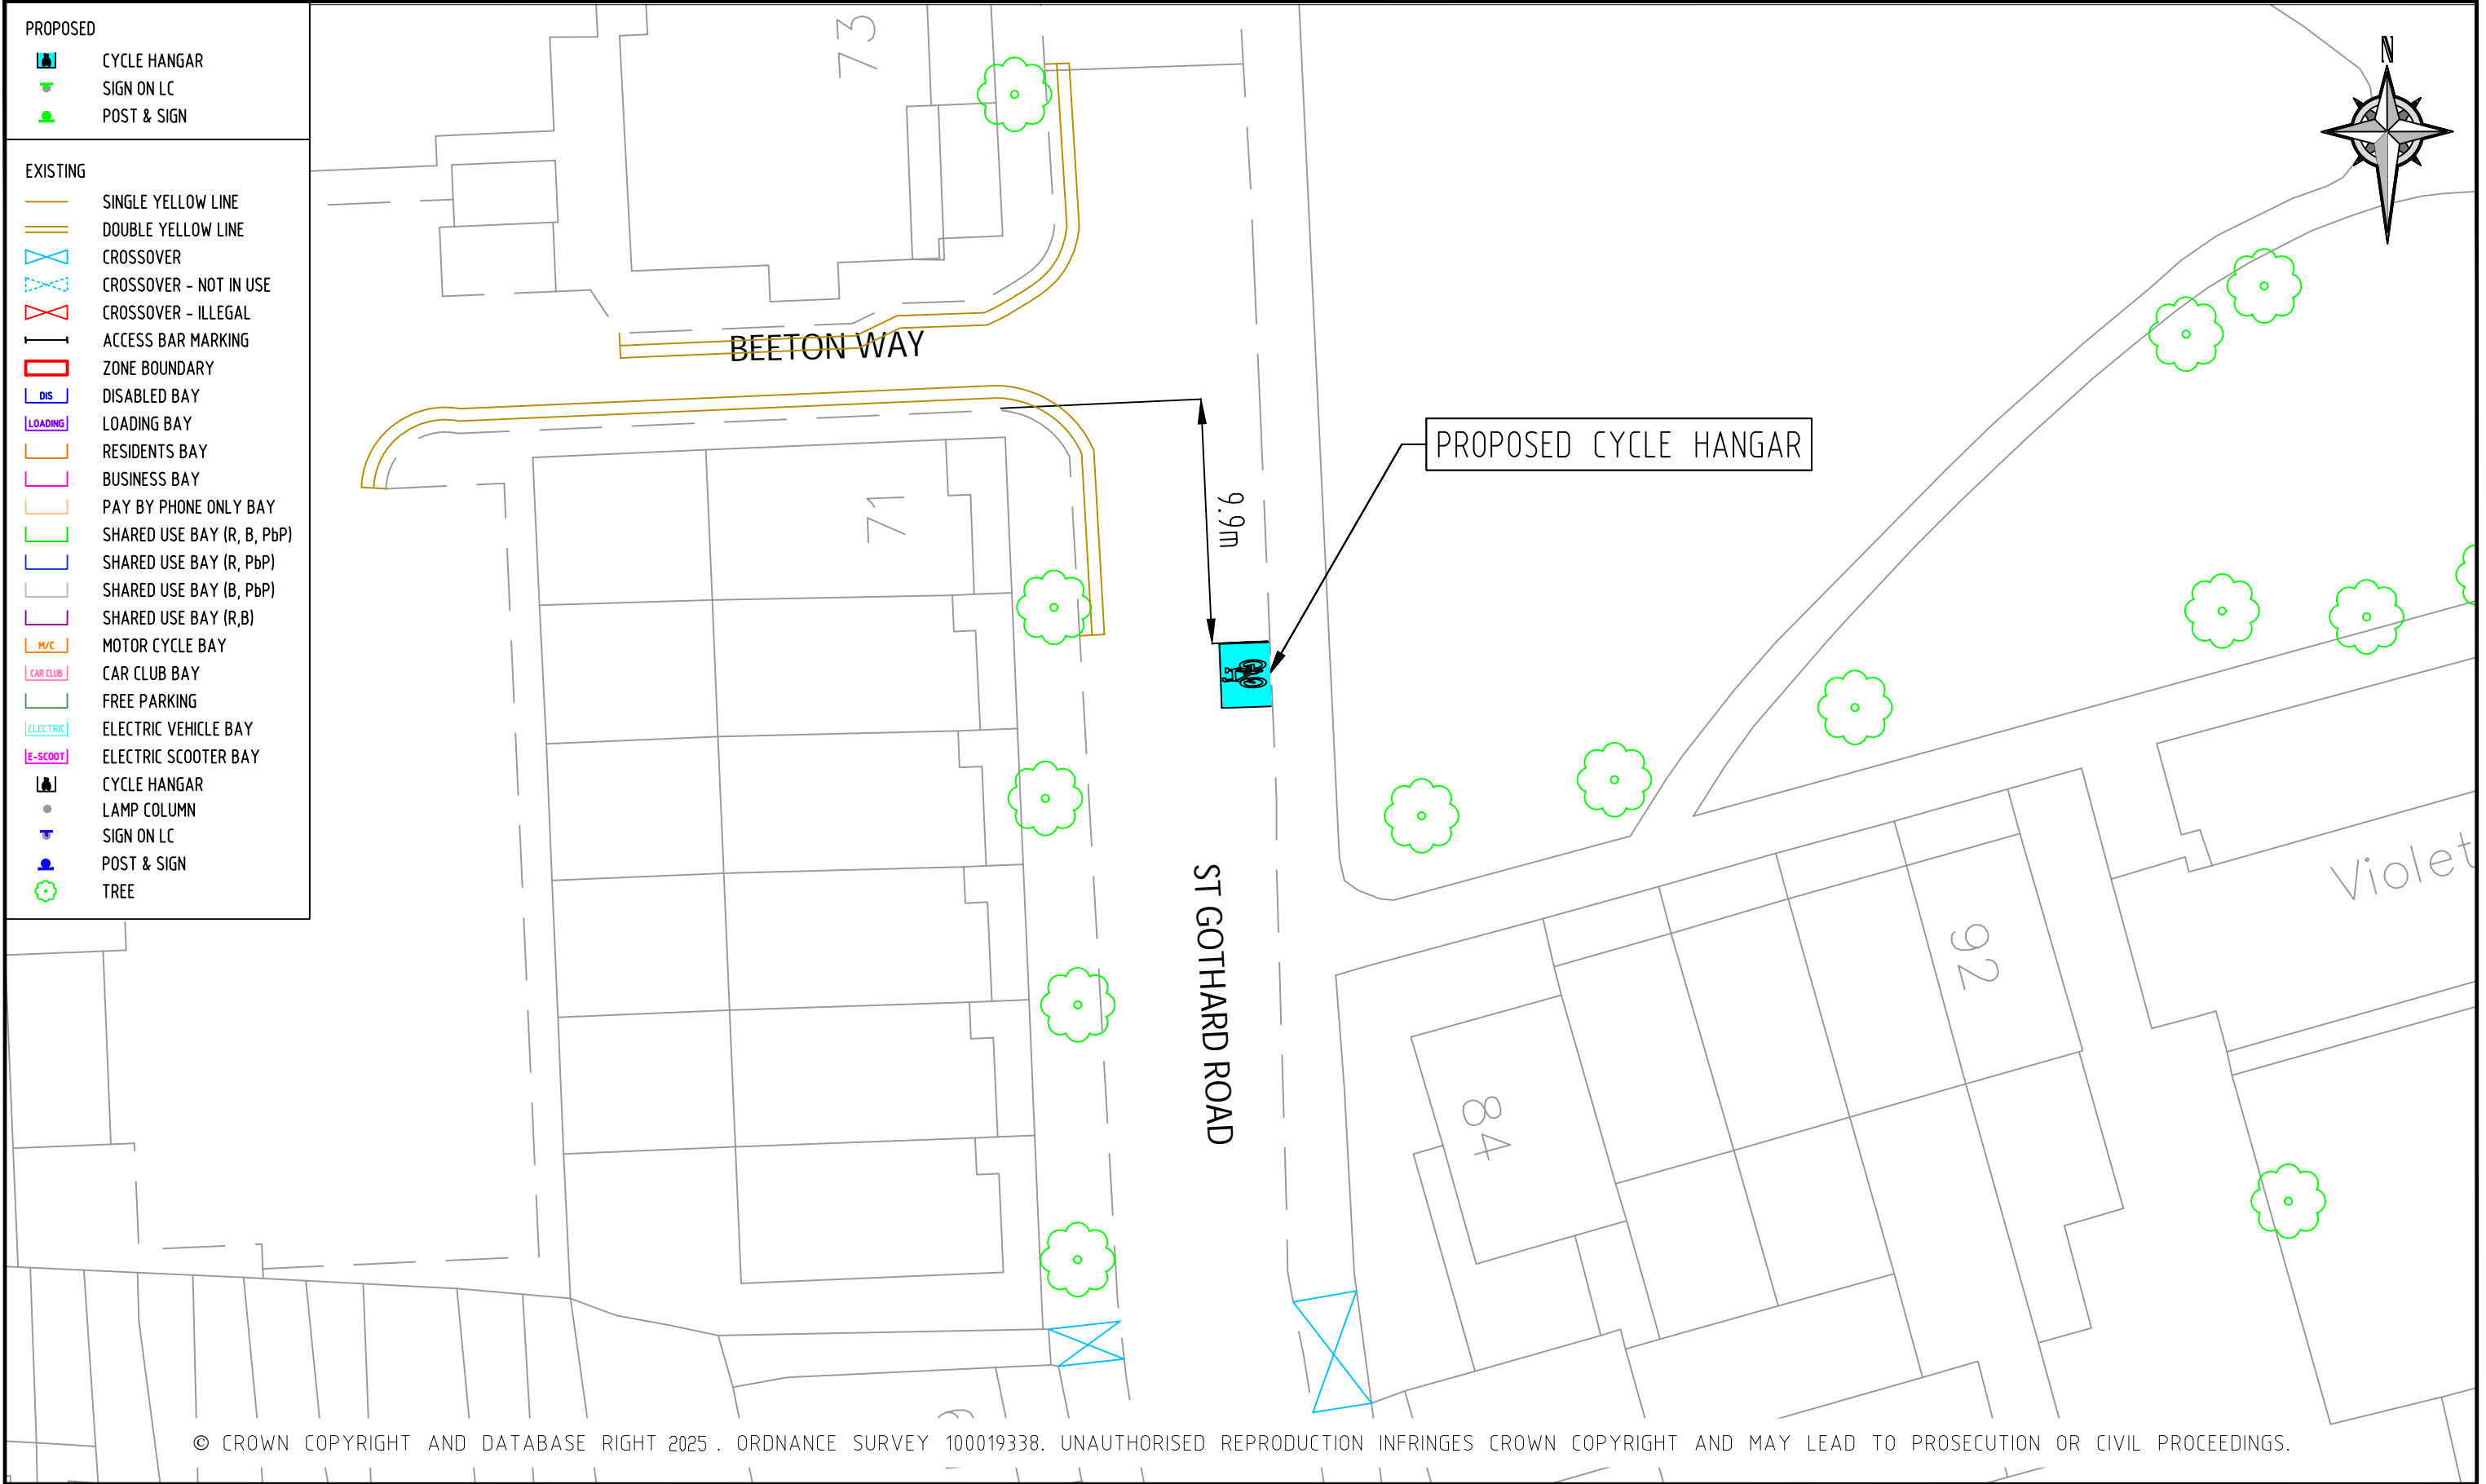 PROPOSED
CYCLE HANGAR
SIGN ON LC
POST & SIGN
EXISTING
SINGLE YELLOW LINE
DOUBLE YELLOW LINE
CROSSOVER
CROSSOVER - NOT IN USE
CROSSOVER - ILLEGAL
ACCESS BAR MARKING
ZONE BOUNDARY
DIS DISABLED BAY
LOADING LOADING BAY
RESIDENTS BAY
BUSINESS BAY
PAY BY PHONE ONLY BAY
SHARED USE BAY (R, B, PbP)
SHARED USE BAY (R, PbP)
SHARED USE BAY (B, PbP)
SHARED USE BAY (R,B)
M/C MOTOR CYCLE BAY
CAR CLUB CAR CLUB BAY
FREE PARKING
ELECTRIC ELECTRIC VEHICLE BAY
E-SCOOT ELECTRIC SCOOTER BAY
CYCLE HANGAR
LAMP COLUMN
SIGN ON LC
POST & SIGN
TREE
73
N
BEETON WAY
71
9.9m
PROPOSED CYCLE HANGAR
ST GOTHARD ROAD
Violet
92
84
© CROWN COPYRIGHT AND DATABASE RIGHT 2025 . ORDNANCE SURVEY 100019338. UNAUTHORISED REPRODUCTION INFRINGES CROWN COPYRIGHT AND MAY LEAD TO PROSECUTION OR CIVIL PROCEEDINGS.